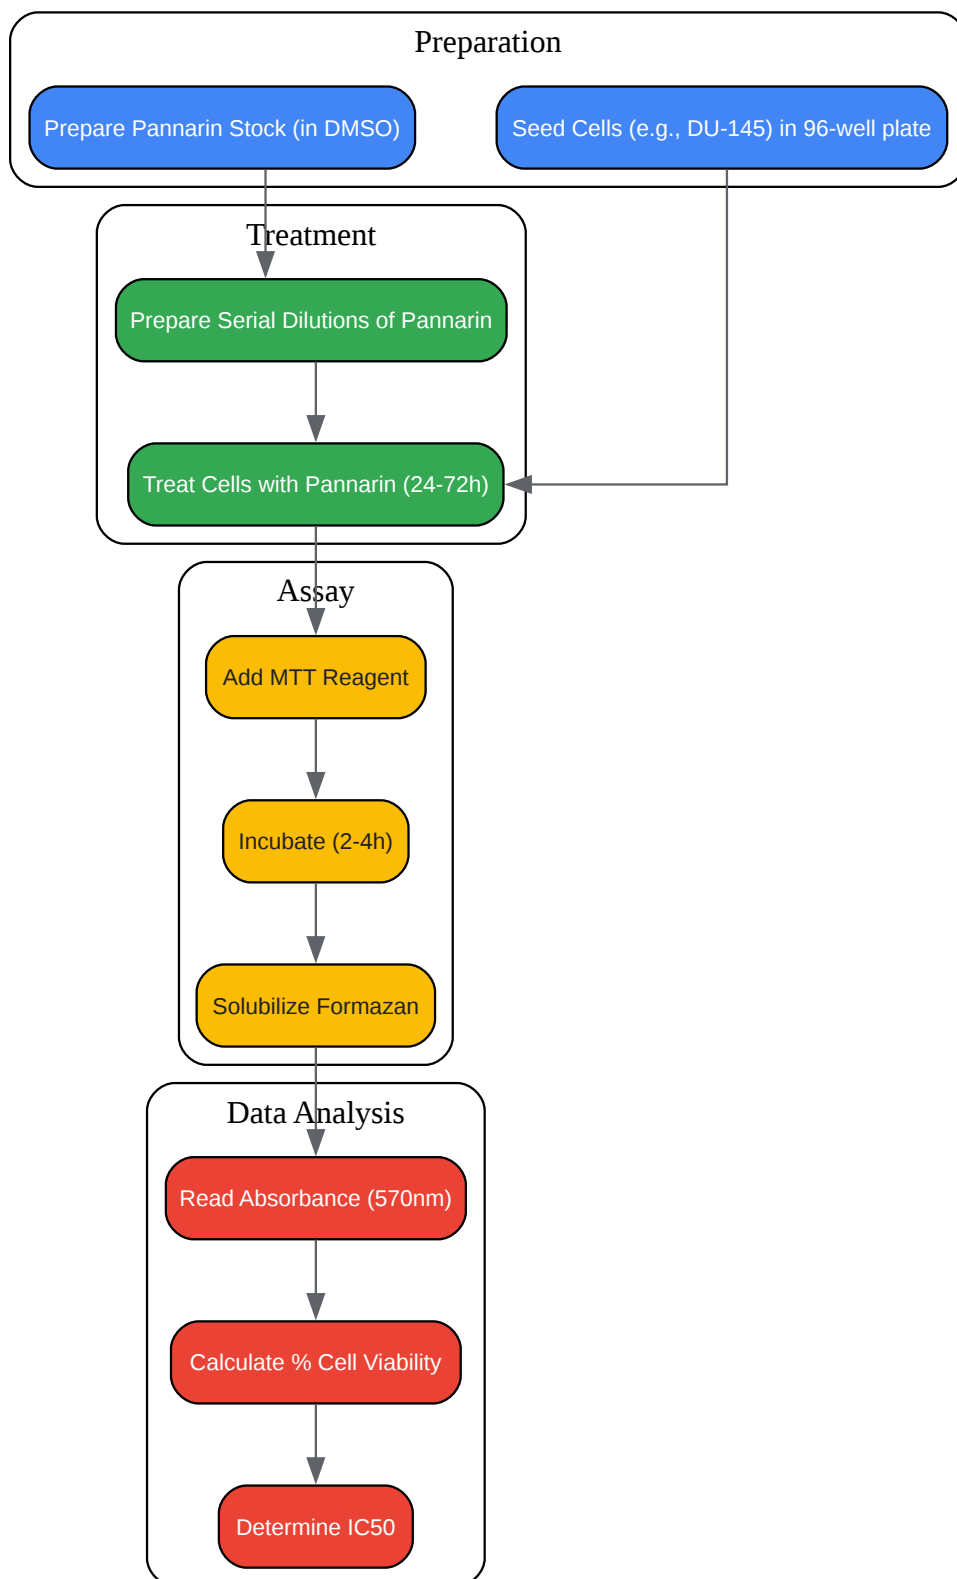 Preparation
Prepare Pannarin Stock (in DMSO)
Seed Cells (e.g., DU-145) in 96-well plate
Treatment
Prepare Serial Dilutions of Pannarin
Treat Cells with Pannarin (24-72h)
Assay
Add MTT Reagent
Incubate (2-4h)
Solubilize Formazan
Data Analysis
Read Absorbance (570nm)
Calculate % Cell Viability
Determine IC50